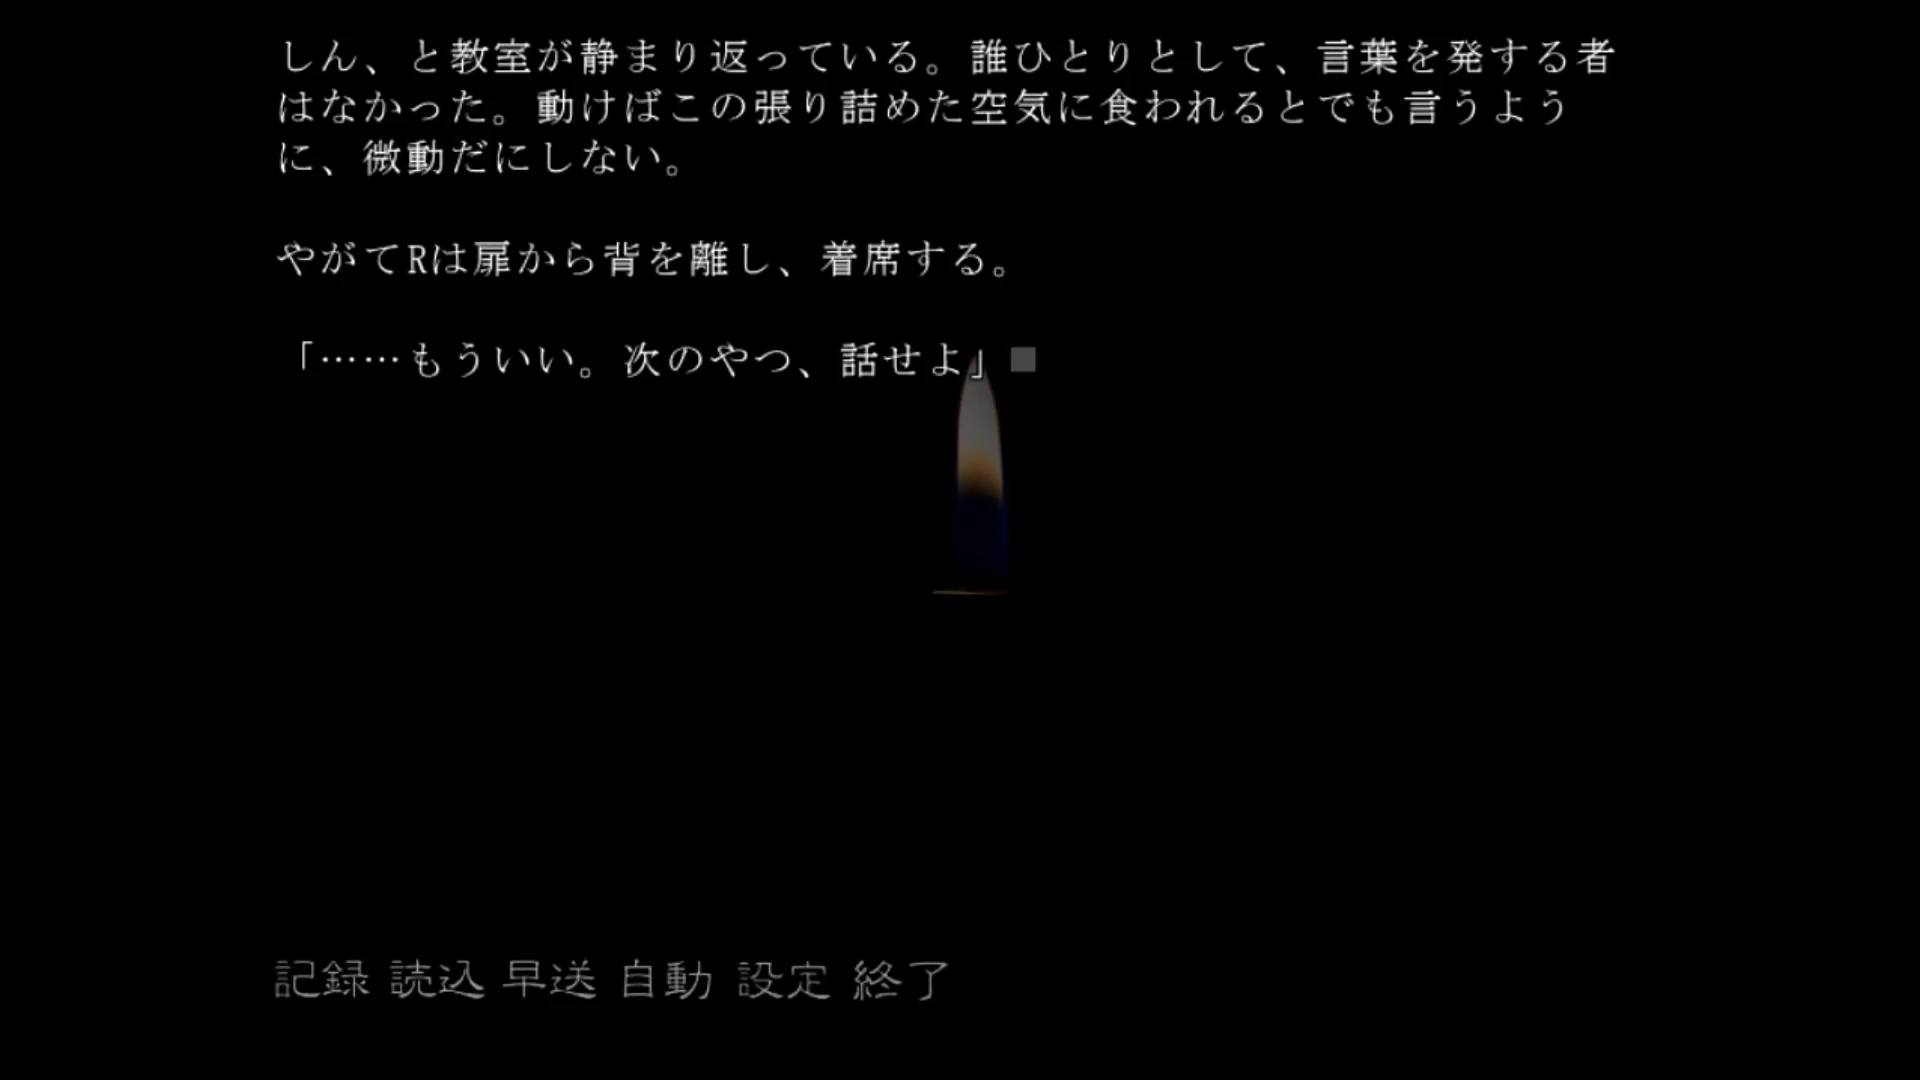 しん、と教室が静まり返っている。誰ひとりとして、言葉を発する者
はなかった。動けばこの張り詰めた空気に食われるとでも言うよう
に、微動だにしない。
やがてRは扉から背を離し、着席する。
「……もういい。次のやつ、話せよ」
記録 読込 早送 自動 設定 終了